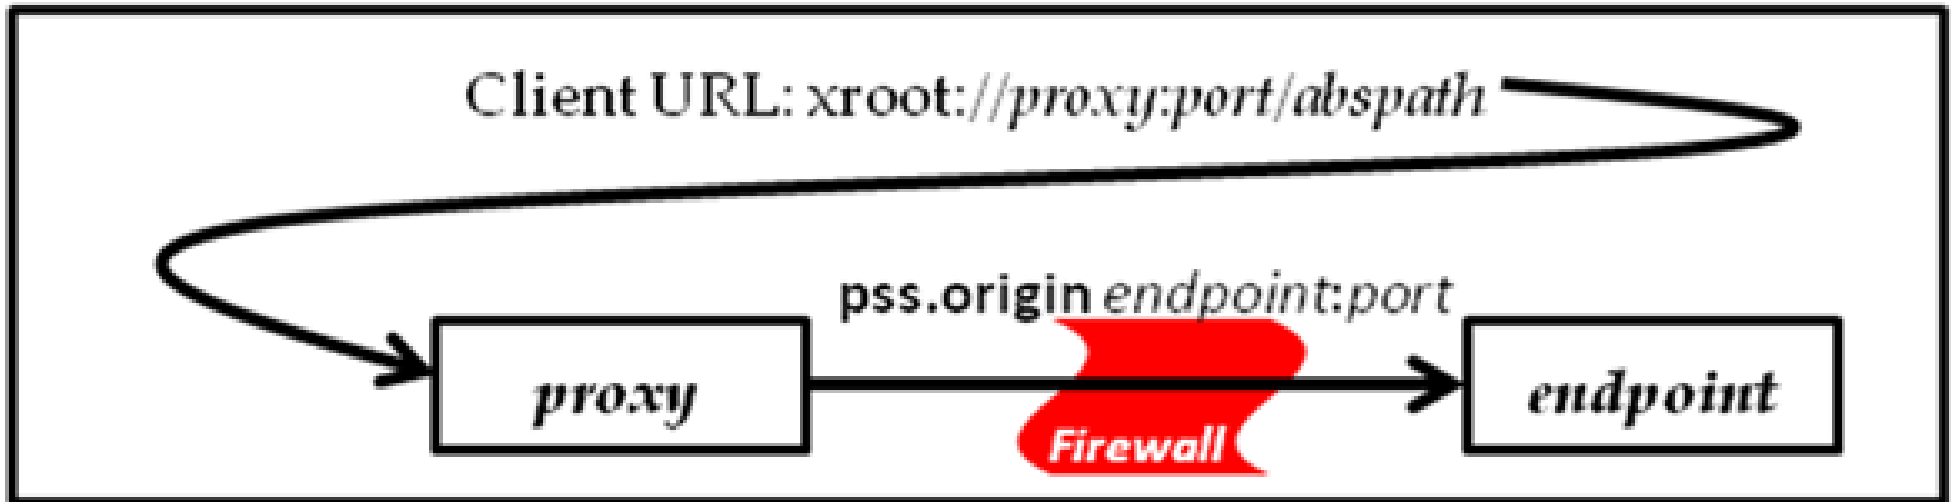 Client URL: xroot://proxy:port/abspath
pss.origin endpoint:port
proxy
endpoint
Firewall